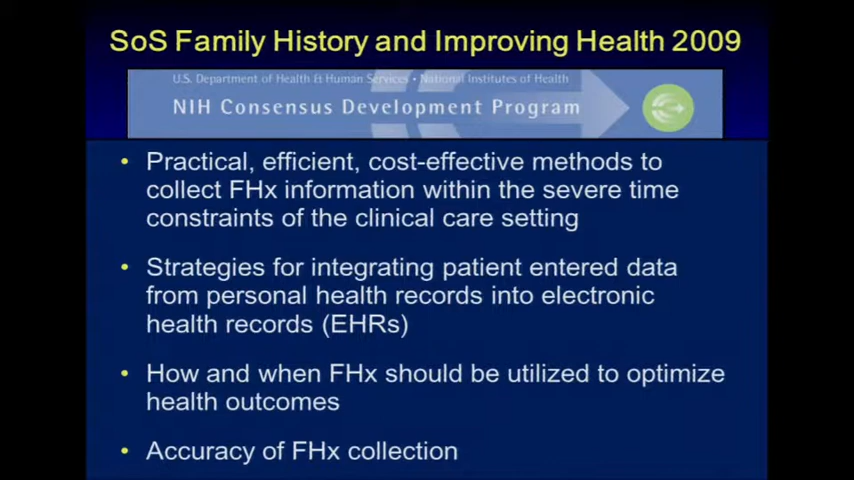 SoS Family History and Improving Health 2009
U.S. Department of Health & Human Services • National Institutes of Health
NIH Consensus Development Program
• Practical, efficient, cost-effective methods to
collect FHx information within the severe time
constraints of the clinical care setting
• Strategies for integrating patient entered data
from personal health records into electronic
health records (EHRs)
• How and when FHx should be utilized to optimize
health outcomes
• Accuracy of FHx collection